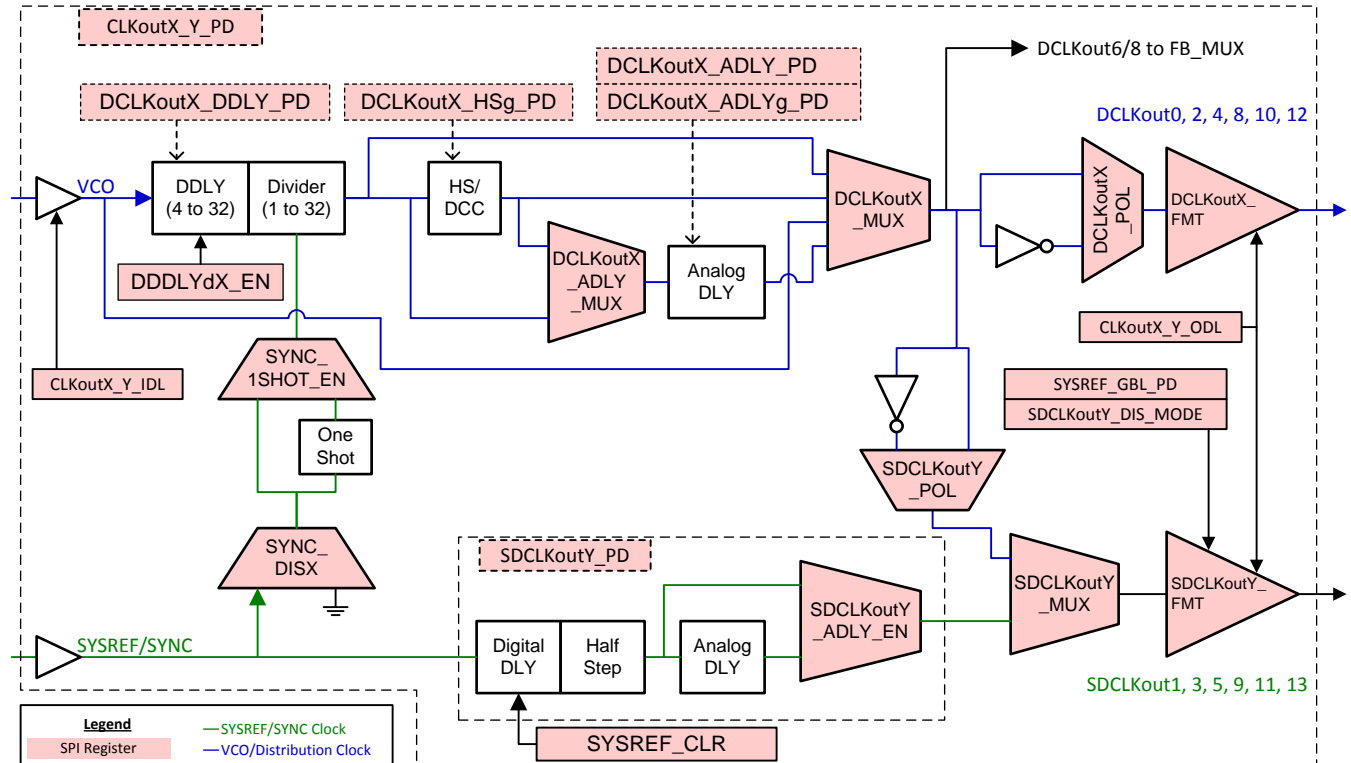 CLKoutX_Y_PD
DCLKoutX_DDLY_PD
DCLKoutX_HSg_PD
DCLKoutX_ADLY_PD
DCLKoutX_ADLYg_PD
DCLKout6/8 to FB_MUX
DCLKout0, 2, 4, 8, 10, 12
VCO
DDLY
(4 to 32)
Divider
(1 to 32)
HS/
DCC
DCLKoutX
_ADLY
_MUX
Analog
DLY
DCLKoutX
_MUX
DCLKoutX
_POL
DCLKoutX_
FMT
DDDLYdX_EN
CLKoutX_Y_IDL
SYNC_
1SHOT_EN
One
Shot
SYNC_
DISX
CLKoutX_Y_ODL
SYSREF_GBL_PD
SDCLKoutY_DIS_MODE
SDCLKoutY
_POL
SDCLKoutY_PD
SYSREF/SYNC
Digital
DLY
Half
Step
Analog
DLY
SDCLKoutY
_ADLY_EN
SDCLKoutY
_MUX
SDCLKoutY_
FMT
SDCLKout1, 3, 5, 9, 11, 13
SYSREF_CLR
Legend
SPI Register
SYSREF/SYNC Clock
VCO/Distribution Clock